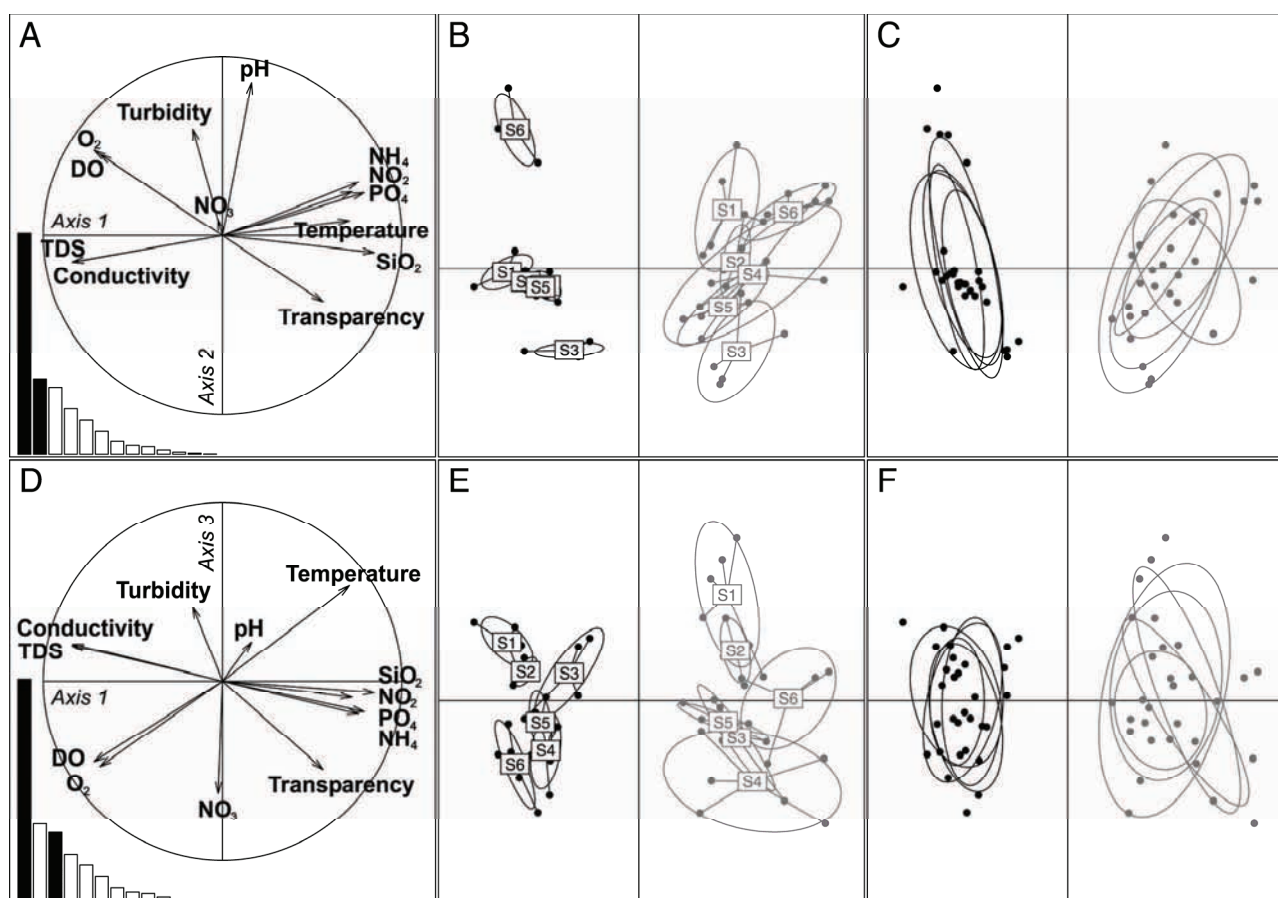 A
pH
Turbidity
O₂
DO
NH₄
NO₂
PO₄
NO₃
Axis 1
Temperature
TDS
SiO₂
Conductivity
Transparency
Axis 2
B
S6
S1
S5
S3
S1
S6
S2
S4
S5
S3
C
D
Axis 3
Temperature
Turbidity
Conductivity
pH
TDS
SiO₂
Axis 1
NO₂
PO₄
NH₄
DO
O₂
Transparency
NO₃
E
S1
S2
S3
S5
S4
S6
S1
S2
S6
S5
S3
S4
F